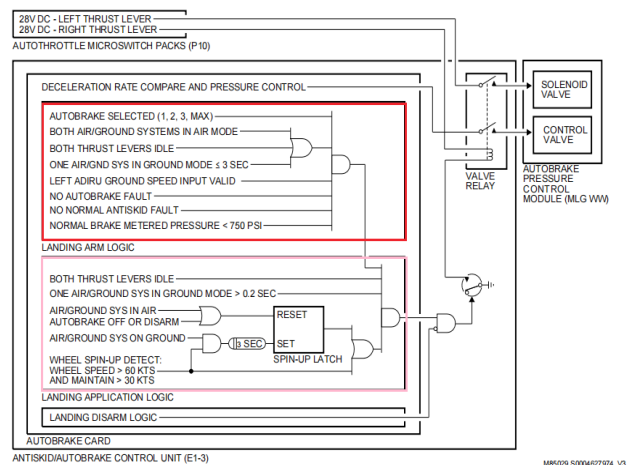 28V DC - LEFT THRUST LEVER
28V DC - RIGHT THRUST LEVER
AUTOTHROTTLE MICROSWITCH PACKS (P10)
DECELERATION RATE COMPARE AND PRESSURE CONTROL
SOLENOID
VALVE
CONTROL
VALVE
VALVE
RELAY
AUTOBRAKE
PRESSURE
CONTROL
MODULE (MLG WW)
AUTOBRAKE SELECTED (1, 2, 3, MAX)
BOTH AIR/GROUND SYSTEMS IN AIR MODE
BOTH THRUST LEVERS IDLE
ONE AIR/GND SYS IN GROUND MODE ≤ 3 SEC
LEFT ADIRU GROUND SPEED INPUT VALID
NO AUTOBRAKE FAULT
NO NORMAL ANTISKID FAULT
NORMAL BRAKE METERED PRESSURE < 750 PSI
LANDING ARM LOGIC
BOTH THRUST LEVERS IDLE
ONE AIR/GROUND SYS IN GROUND MODE > 0.2 SEC
AIR/GROUND SYS IN AIR
AUTOBRAKE OFF OR DISARM
AIR/GROUND SYS ON GROUND
3 SEC
RESET
SET
SPIN-UP LATCH
WHEEL SPIN-UP DETECT:
WHEEL SPEED > 60 KTS
AND MAINTAIN > 30 KTS
LANDING APPLICATION LOGIC
LANDING DISARM LOGIC
AUTOBRAKE CARD
ANTISKID/AUTOBRAKE CONTROL UNIT (E1-3)
M85029 S0004627974_V3